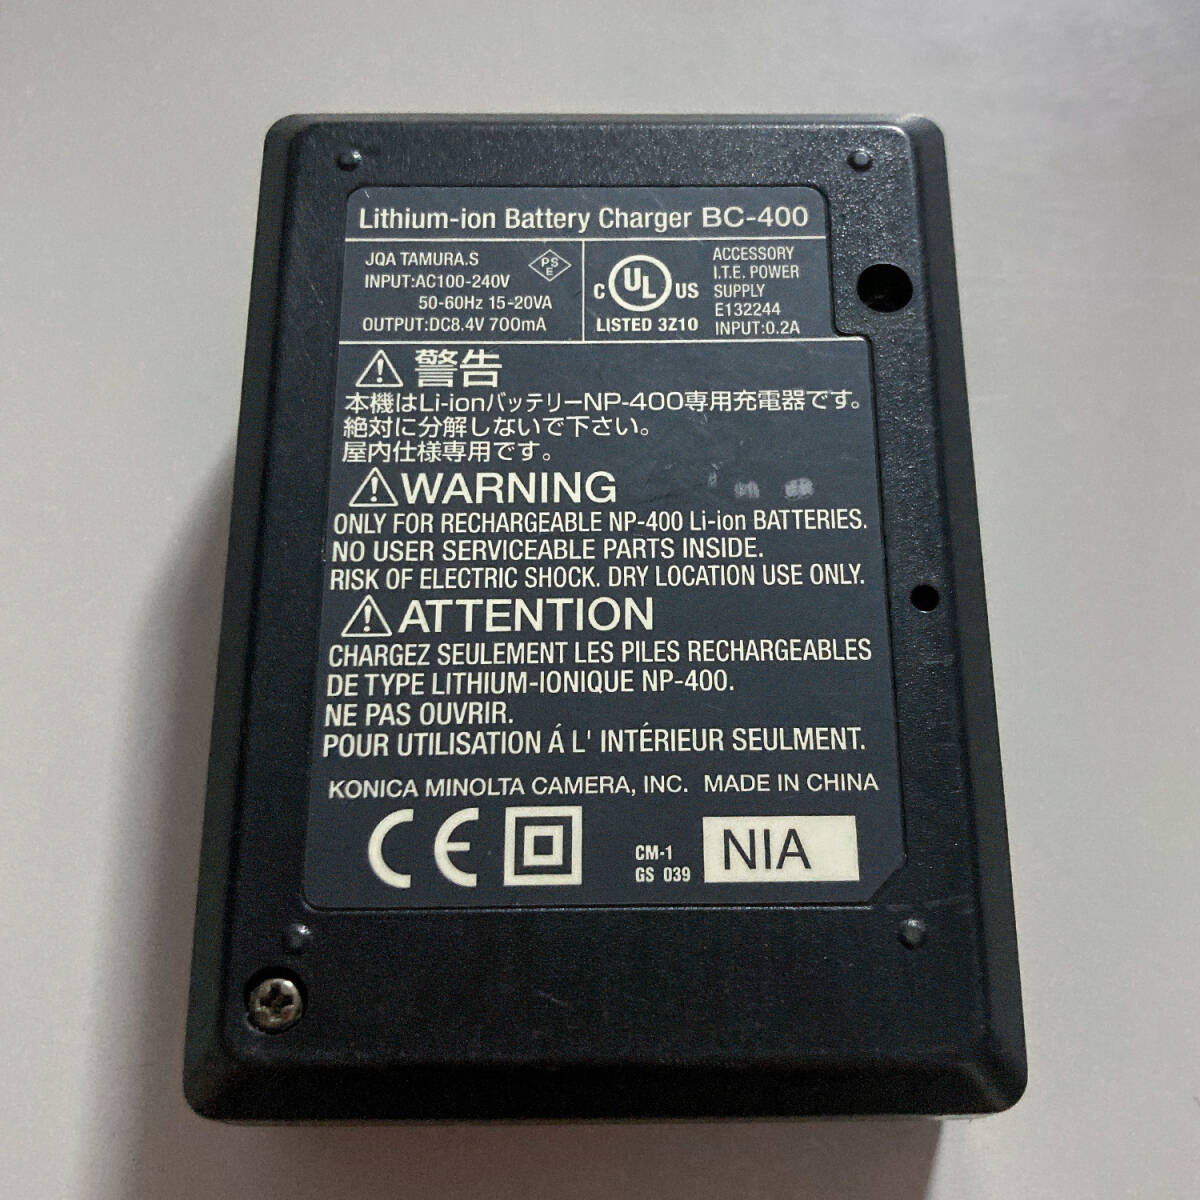 Lithium-ion Battery Charger BC-400
JQA TAMURA.S
INPUT:AC100-240V
50-60Hz 15-20VA
OUTPUT:DC8.4V 700mA
PS
E
C UL US
LISTED 3Z10
ACCESSORY
I.T.E. POWER
SUPPLY
E132244
INPUT:0.2A
警告
本機はLi-ionバッテリーNP-400専用充電器です。
絶対に分解しないで下さい。
屋内仕様専用です。
WARNING
ONLY FOR RECHARGEABLE NP-400 Li-ion BATTERIES.
NO USER SERVICEABLE PARTS INSIDE.
RISK OF ELECTRIC SHOCK. DRY LOCATION USE ONLY.
ATTENTION
CHARGEZ SEULEMENT LES PILES RECHARGEABLES
DE TYPE LITHIUM-IONIQUE NP-400.
NE PAS OUVRIR.
POUR UTILISATION Á L' INTÉRIEUR SEULMENT.
KONICA MINOLTA CAMERA, INC. MADE IN CHINA
CE
CM-1
GS 039
NIA